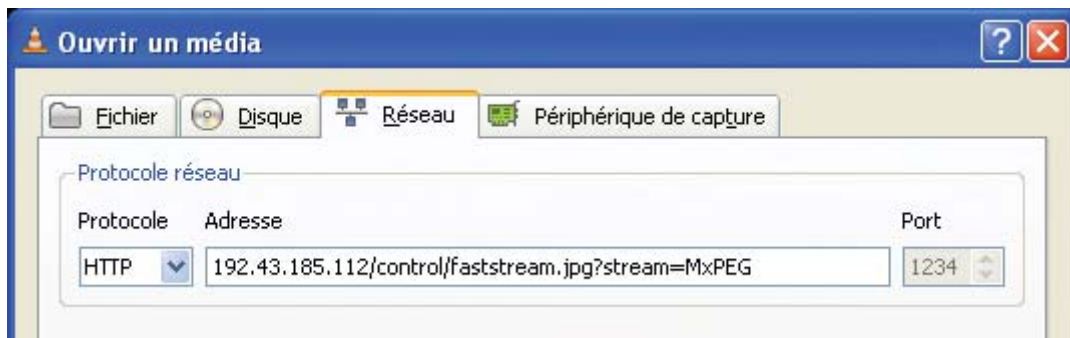 Ouvrir un média
Fichier Disque Réseau Périphérique de capture
Protocole réseau
Protocole Adresse Port
HTTP 192.43.185.112/control/faststream.jpg?stream=MxPEG 1234